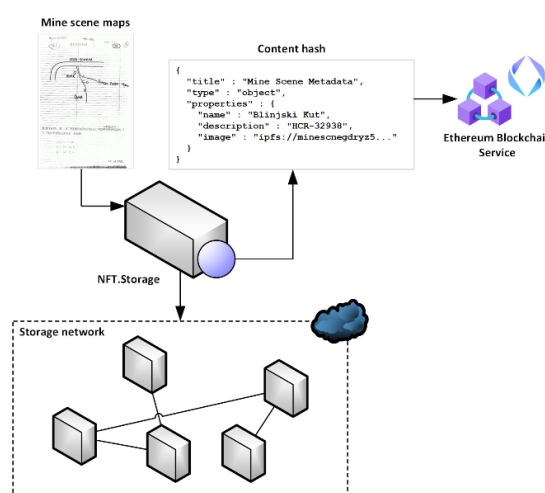 Mine scene maps
Content hash
{
"title" : "Mine Scene Metadata",
"type" : "object",
"properties" : {
"name" : "Blinjski Kut",
"description" : "HCR-32938",
"image" : "ipfs://minescnegdryz5..."
}
}
Ethereum Blockchain
Service
NFT.Storage
Storage network